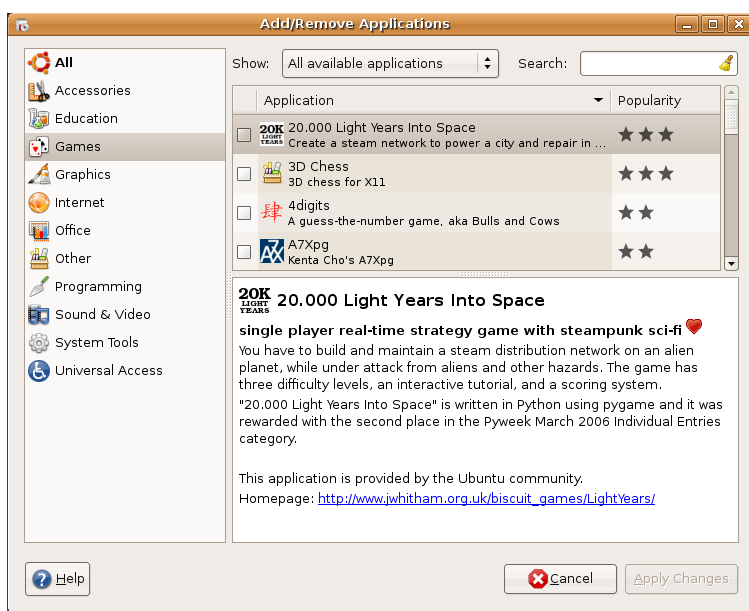 Add/Remove Applications
All
Accessories
Education
Games
Graphics
Internet
Office
Other
Programming
Sound & Video
System Tools
Universal Access
Show: All available applications Search:
Application Popularity
20K LIGHT YEARS
20.000 Light Years Into Space
Create a steam network to power a city and repair in ...
3D Chess
3D chess for X11
肆
4digits
A guess-the-number game, aka Bulls and Cows
A7X
A7Xpg
Kenta Cho's A7Xpg
20K LIGHT YEARS
20.000 Light Years Into Space
single player real-time strategy game with steampunk sci-fi
You have to build and maintain a steam distribution network on an alien
planet, while under attack from aliens and other hazards. The game has
three difficulty levels, an interactive tutorial, and a scoring system.
"20.000 Light Years Into Space" is written in Python using pygame and it was
rewarded with the second place in the Pyweek March 2006 Individual Entries
category.
This application is provided by the Ubuntu community.
Homepage: http://www.jwhitham.org.uk/biscuit_games/LightYears/
Help Cancel Apply Changes